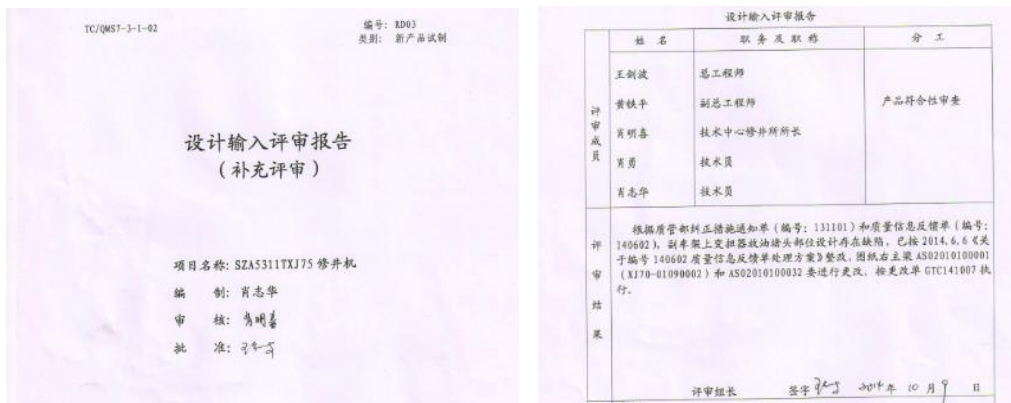 TC/QMS7-3-1-02
编号: RD03
类别: 新产品试制
设计输入评审报告
(补充评审)
项目名称: SZA5311TXJ75 修井机
编 制: 肖志华
审 核: 肖明喜
批 准:
设计输入评审报告
评审成员
姓 名 职务及职称 分 工
王剑波 总工程师
黄铁平 副总工程师 产品符合性审查
肖明喜 技术中心修井所所长
肖勇 技术员
肖志华 技术员
评审结果
根据质管部纠正措施通知单(编号: 131101)和质量信息反馈单(编号:
140602), 副车架上变扭器放油堵头部位设计存在缺陷, 已按 2014.6.6《关
于编号 140602 质量信息反馈单处理方案》整改, 图纸右主梁 AS02010100001
(XJ70-01090002)和 AS02010100032 要进行更改, 按更改单 GTC141007 执
行.
评审组长 签字 2014 年 10 月 9 日